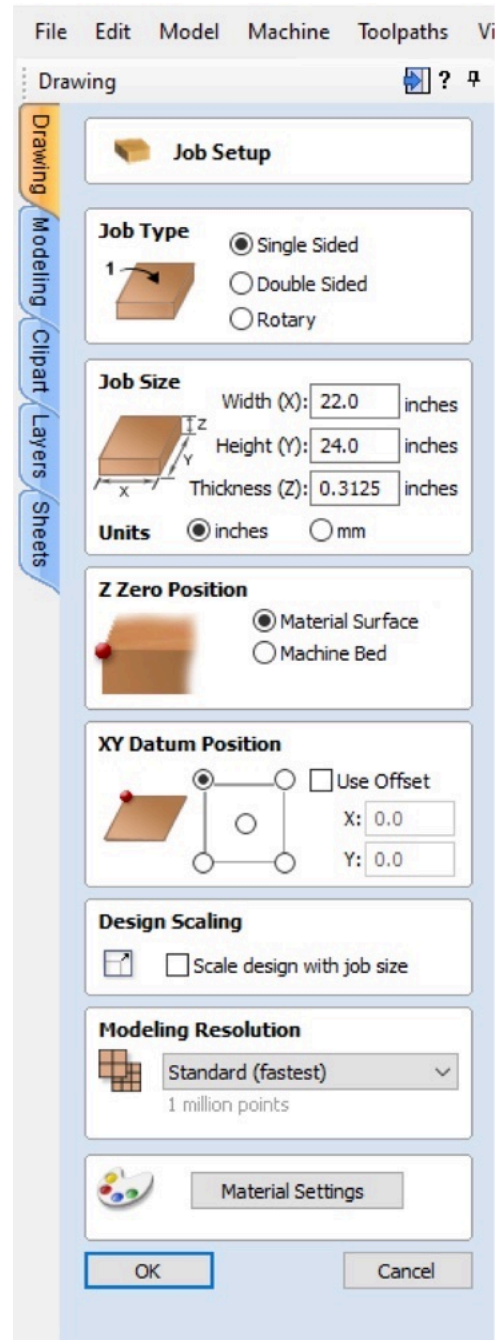 File Edit Model Machine Toolpaths Vi
Drawing ?
Drawing
Modeling
Clipart
Layers
Sheets
Job Setup
Job Type
1
Single Sided
Double Sided
Rotary
Job Size
Z
Y
X
Width (X): 22.0 inches
Height (Y): 24.0 inches
Thickness (Z): 0.3125 inches
Units inches mm
Z Zero Position
Material Surface
Machine Bed
XY Datum Position
Use Offset
X: 0.0
Y: 0.0
Design Scaling
Scale design with job size
Modeling Resolution
Standard (fastest)
1 million points
Material Settings
OK Cancel